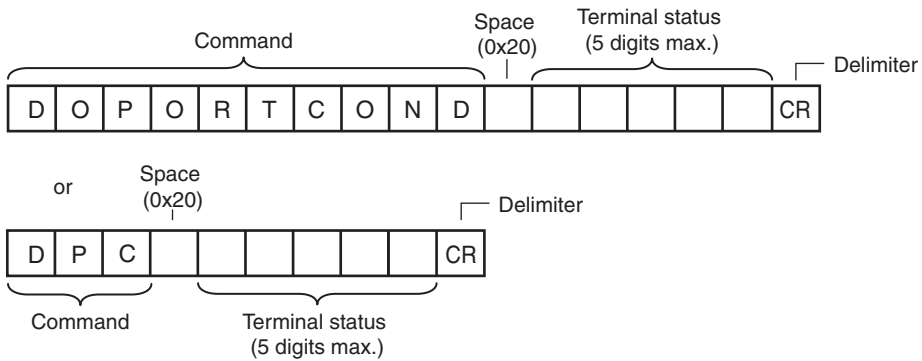 Command
Space
(0x20)
Terminal status
(5 digits max.)
Delimiter
D O P O R T C O N D CR
or
Space
(0x20)
Delimiter
D P C CR
Command
Terminal status
(5 digits max.)